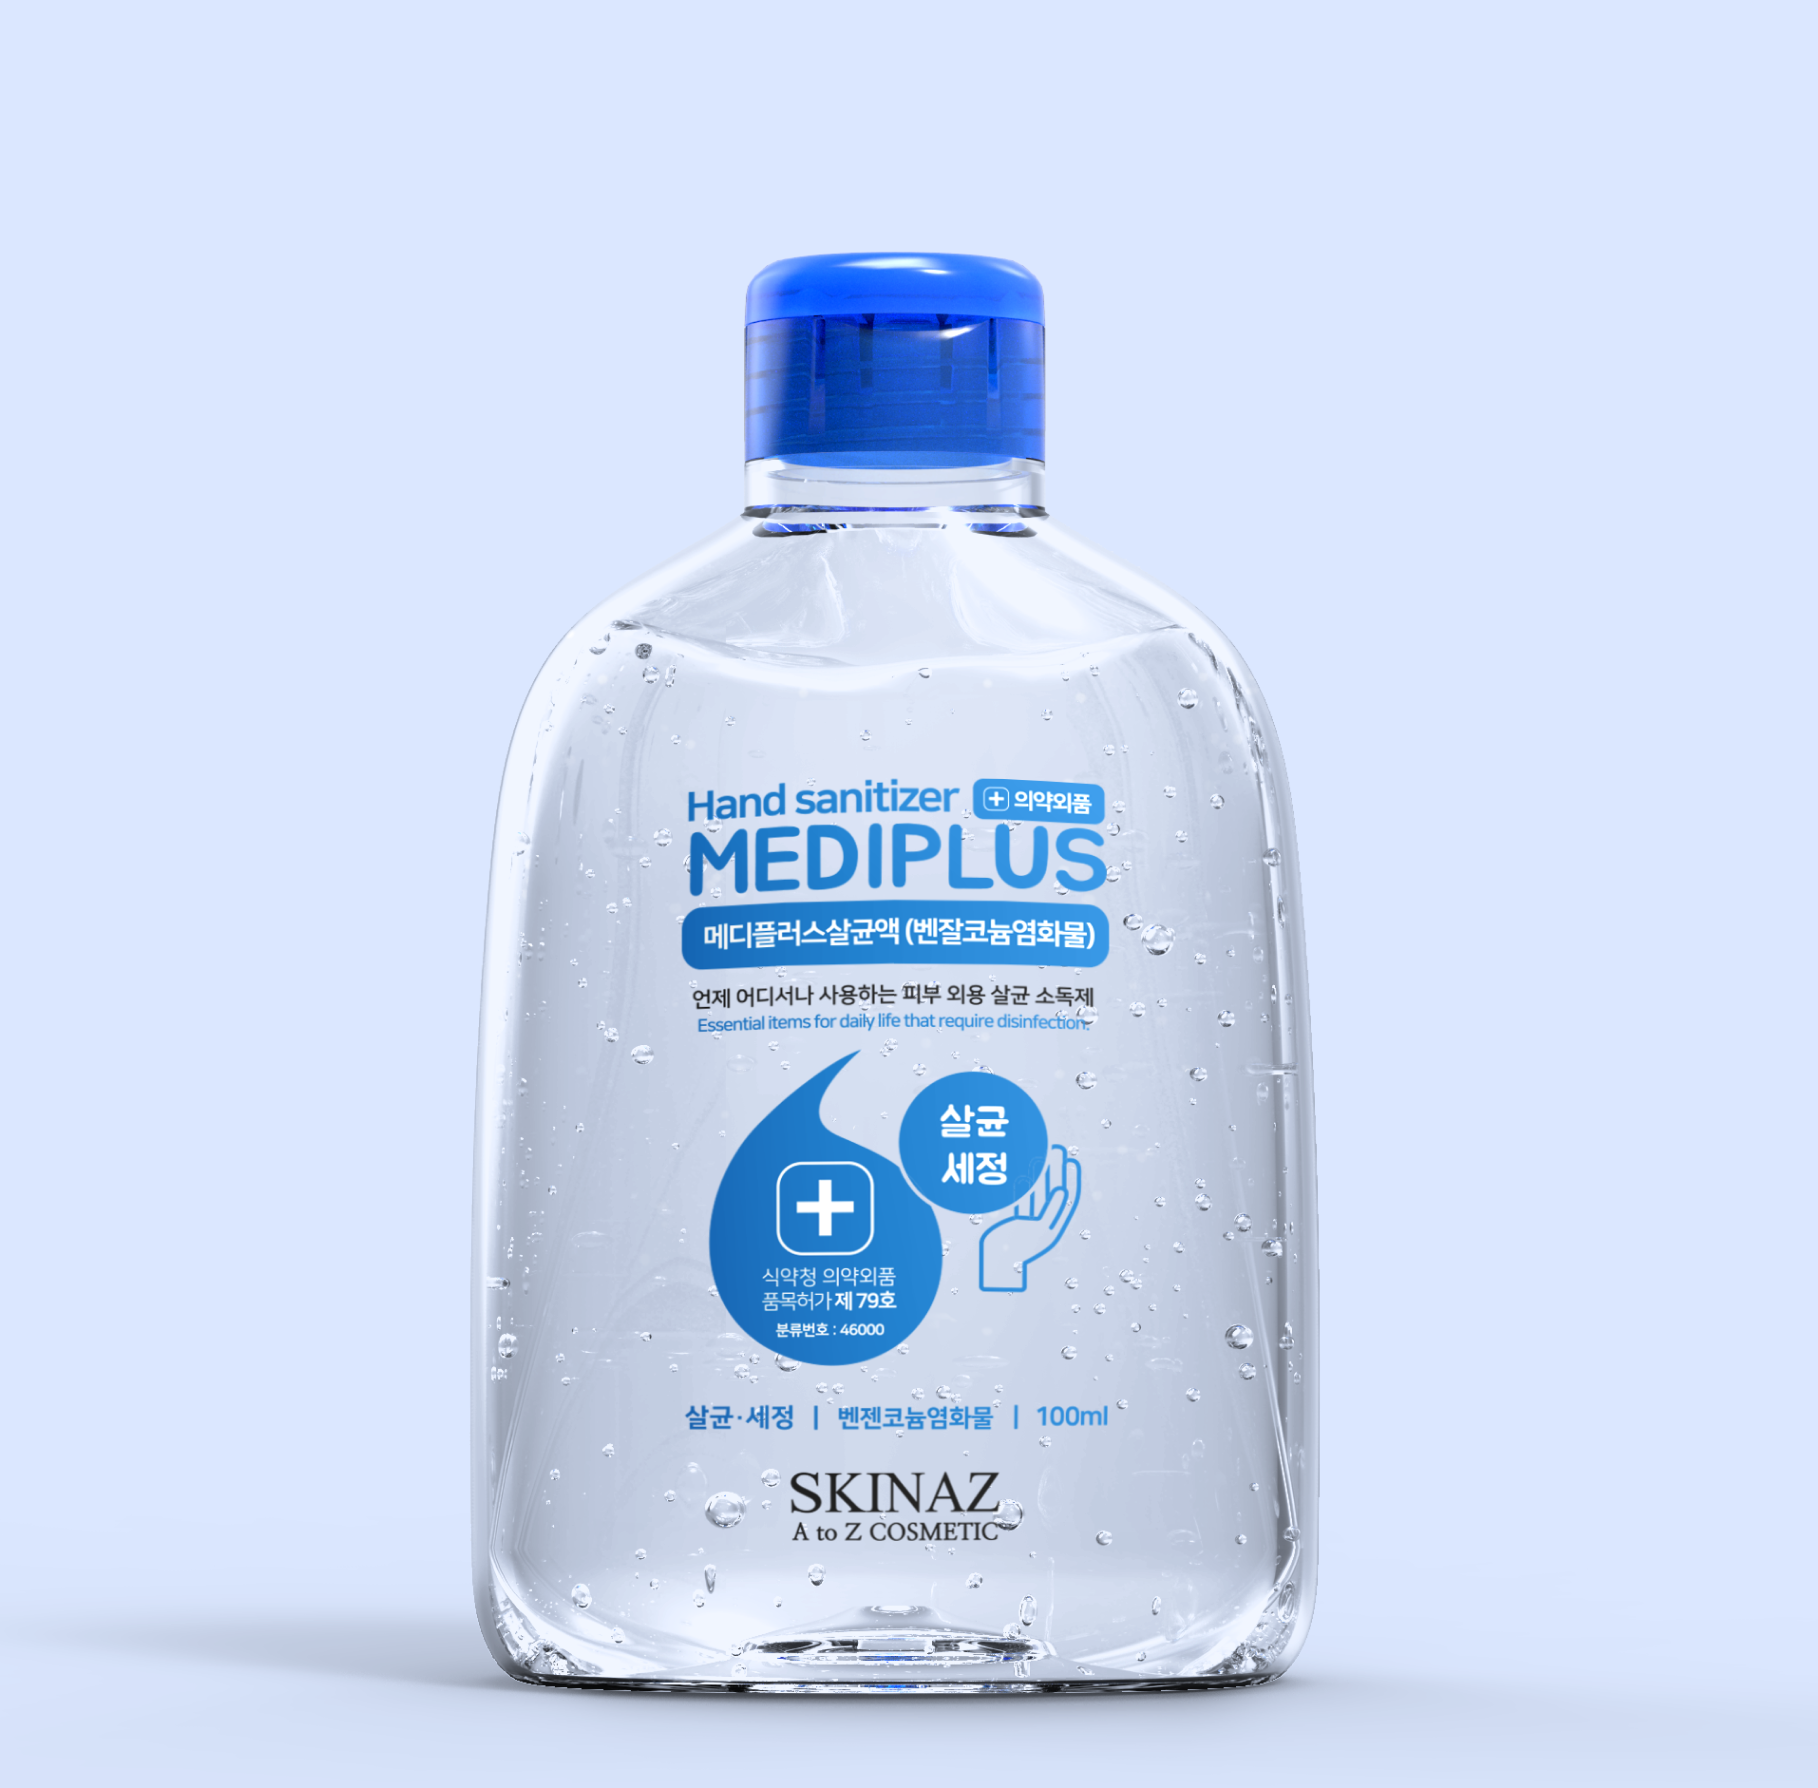 Hand sanitizer 의약외품
MEDIPLUS
메디플러스살균액 (벤잘코늄염화물)
언제 어디서나 사용하는 피부 외용 살균 소독제
Essential items for daily life that require disinfection.
살균
세정
식약청 의약외품
품목허가 제 79호
분류번호 : 46000
살균·세정 | 벤젠코늄염화물 | 100ml
SKINAZ
A to Z COSMETIC